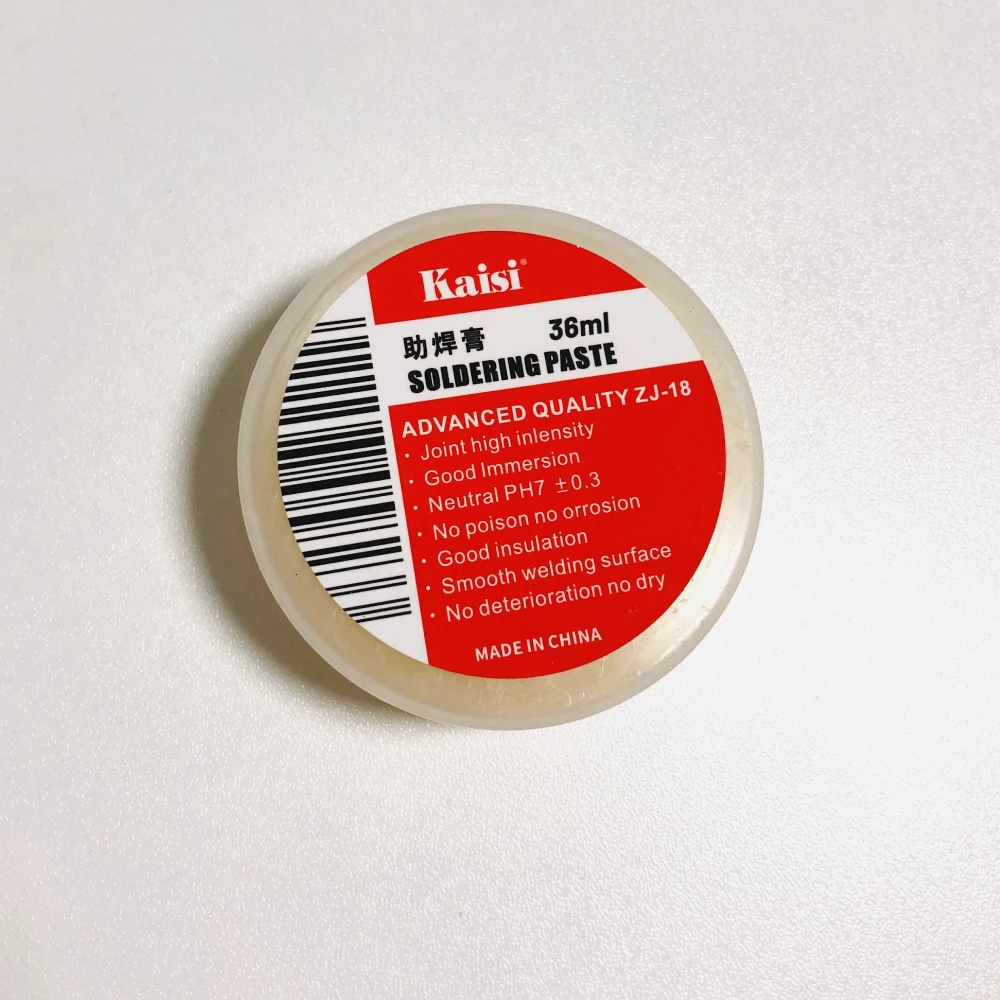 Kaisi®
助焊膏 36ml
SOLDERING PASTE
ADVANCED QUALITY ZJ-18
· Joint high inlensity
· Good Immersion
· Neutral PH7 ±0.3
· No poison no orrosion
· Good insulation
· Smooth welding surface
· No deterioration no dry
MADE IN CHINA